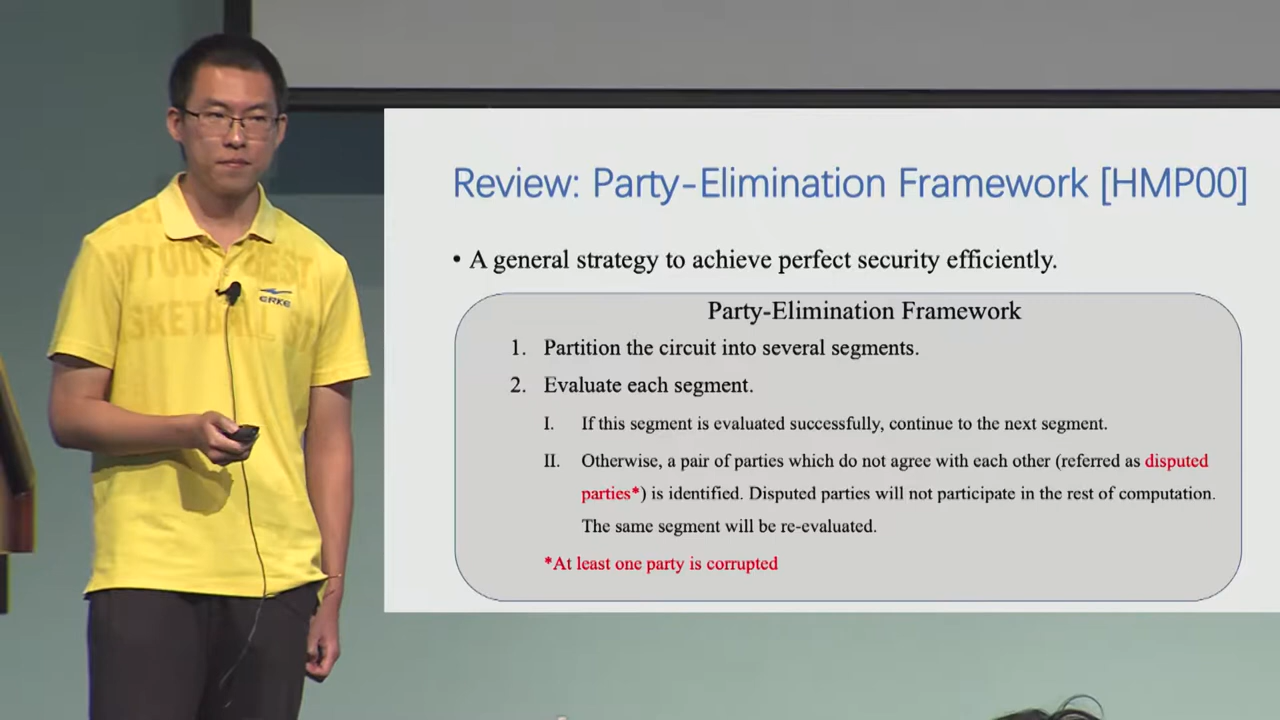 Review: Party-Elimination Framework [HMP00]
• A general strategy to achieve perfect security efficiently.
Party-Elimination Framework
1. Partition the circuit into several segments.
2. Evaluate each segment.
I. If this segment is evaluated successfully, continue to the next segment.
II. Otherwise, a pair of parties which do not agree with each other (referred as disputed
parties*) is identified. Disputed parties will not participate in the rest of computation.
The same segment will be re-evaluated.
*At least one party is corrupted
ERKE